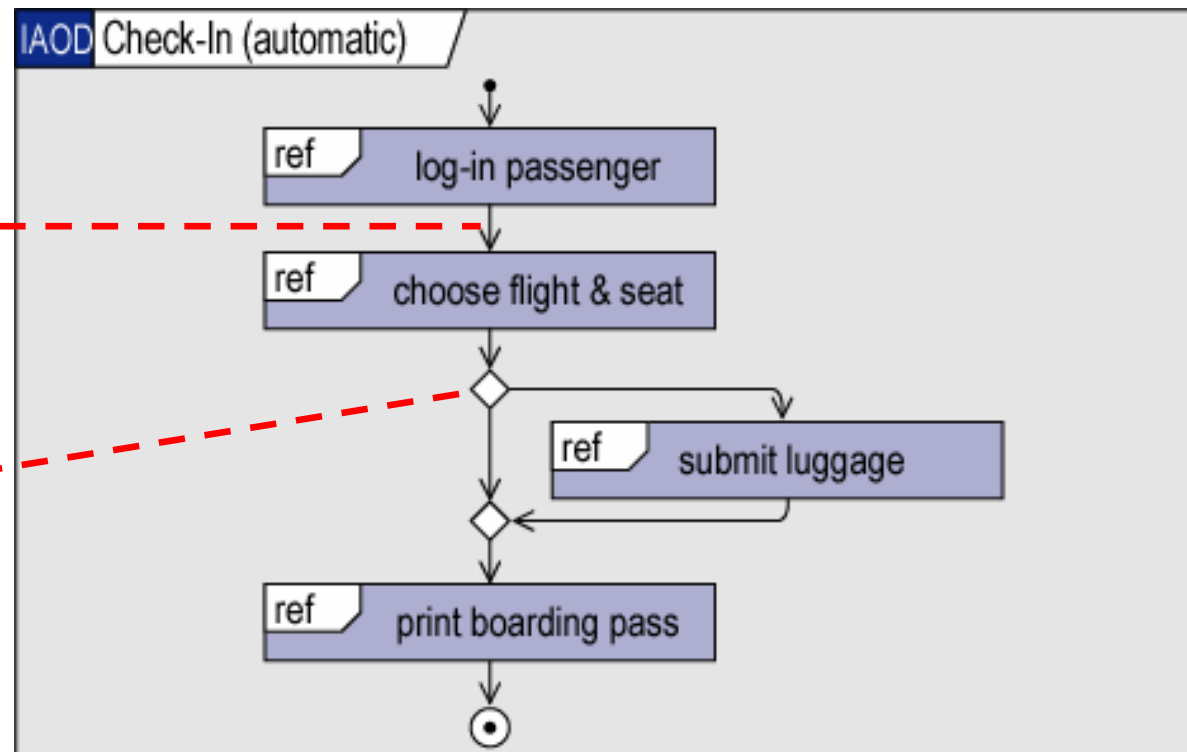 IAOD Check-In (automatic)
ref log-in passenger
ref choose flight & seat
ref submit luggage
ref print boarding pass